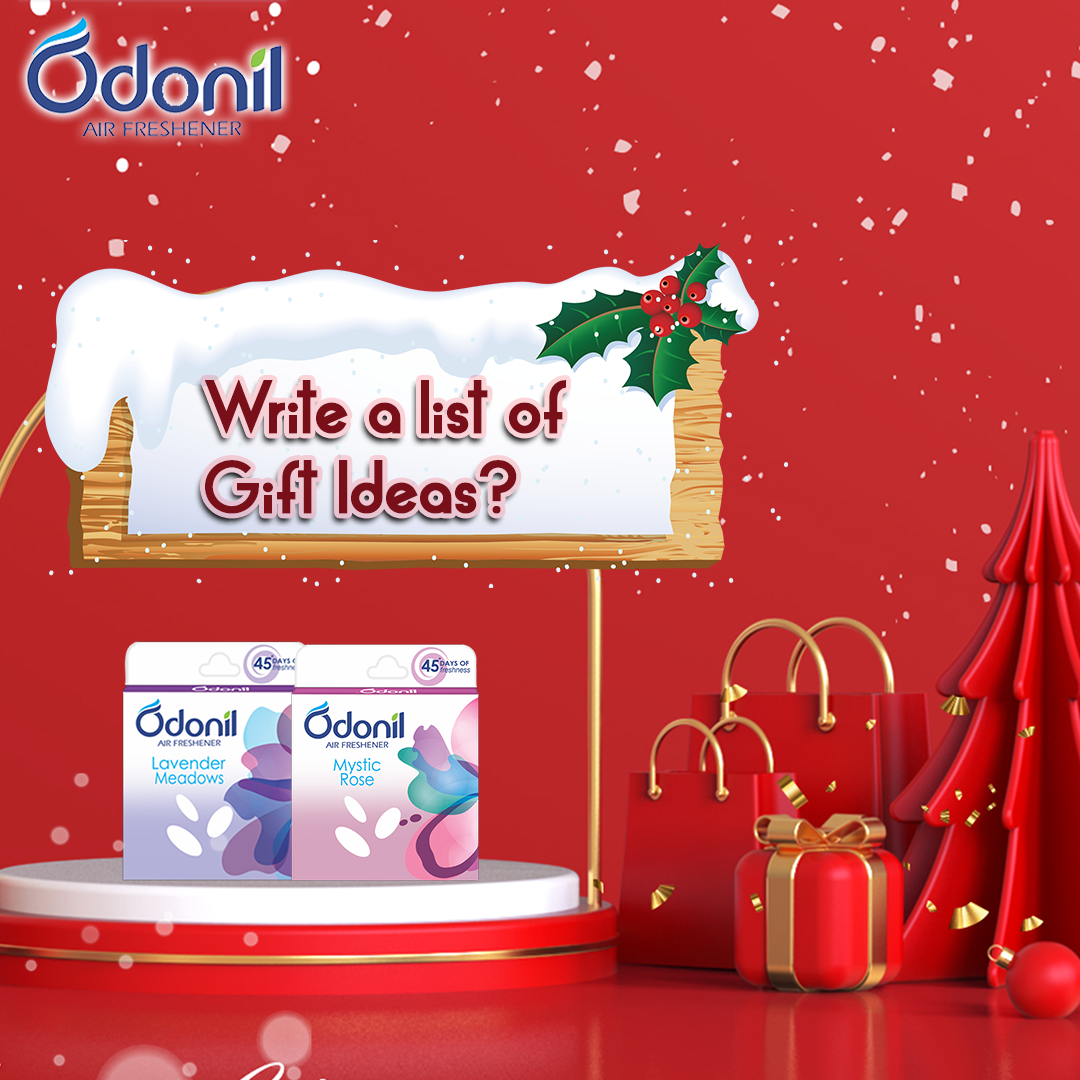 Odonil
AIR FRESHENER
Write a list of
Gift Ideas?
45 DAYS
Odonil
Odonil
AIR FRESHENER
Lavender
Meadows
45 DAYS OF
freshness
Odonil
Odonil
AIR FRESHENER
Mystic
Rose